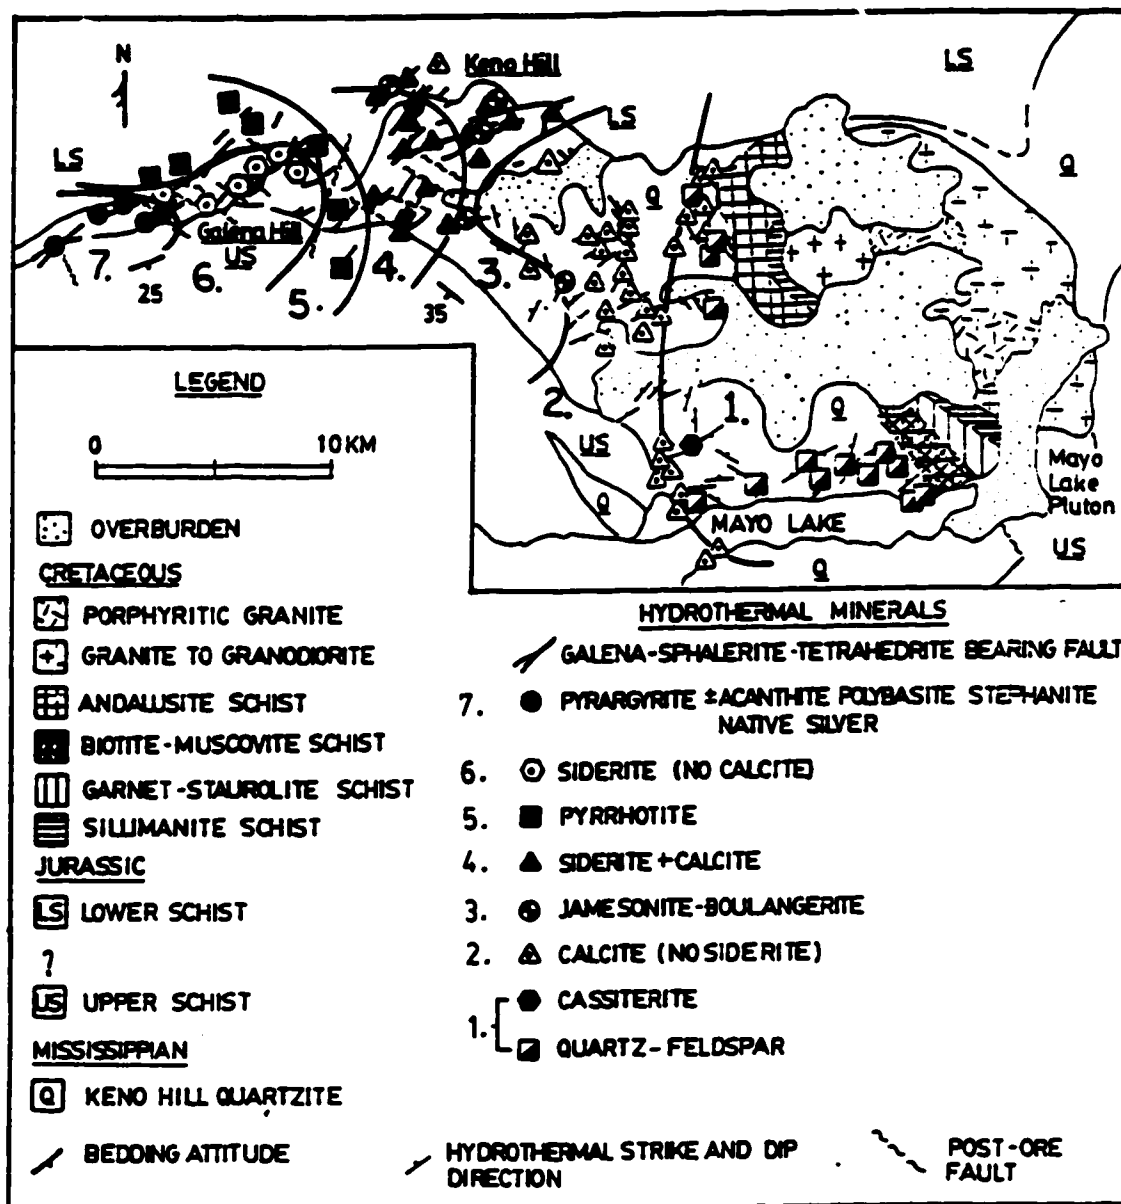 N
Keno Hill
LS
LS
LS
Q
Q
Galena Hill
US
7.
6.
5.
4.
3.
25
35
2.
1.
Q
US
Q
Mayo
Lake
Pluton
MAYO LAKE
US
Q
LEGEND
0 10 KM
OVERBURDEN
CRETACEOUS
PORPHYRITIC GRANITE
GRANITE TO GRANODIORITE
ANDALUSITE SCHIST
BIOTITE-MUSCOVITE SCHIST
GARNET-STAUROLITE SCHIST
SILLIMANITE SCHIST
JURASSIC
LS LOWER SCHIST
?
US UPPER SCHIST
MISSISSIPPIAN
Q KENO HILL QUARTZITE
BEDDING ATTITUDE
HYDROTHERMAL MINERALS
GALENA-SPHALERITE-TETRAHEDRITE BEARING FAULT
7. PYRARGYRITE ± ACANTHITE POLYBASITE STEPHANITE
NATIVE SILVER
6. SIDERITE (NO CALCITE)
5. PYRRHOTITE
4. SIDERITE + CALCITE
3. JAMESONITE-BOULANGERITE
2. CALCITE (NO SIDERITE)
1. CASSITERITE
QUARTZ-FELDSPAR
HYDROTHERMAL STRIKE AND DIP
DIRECTION
POST-ORE
FAULT